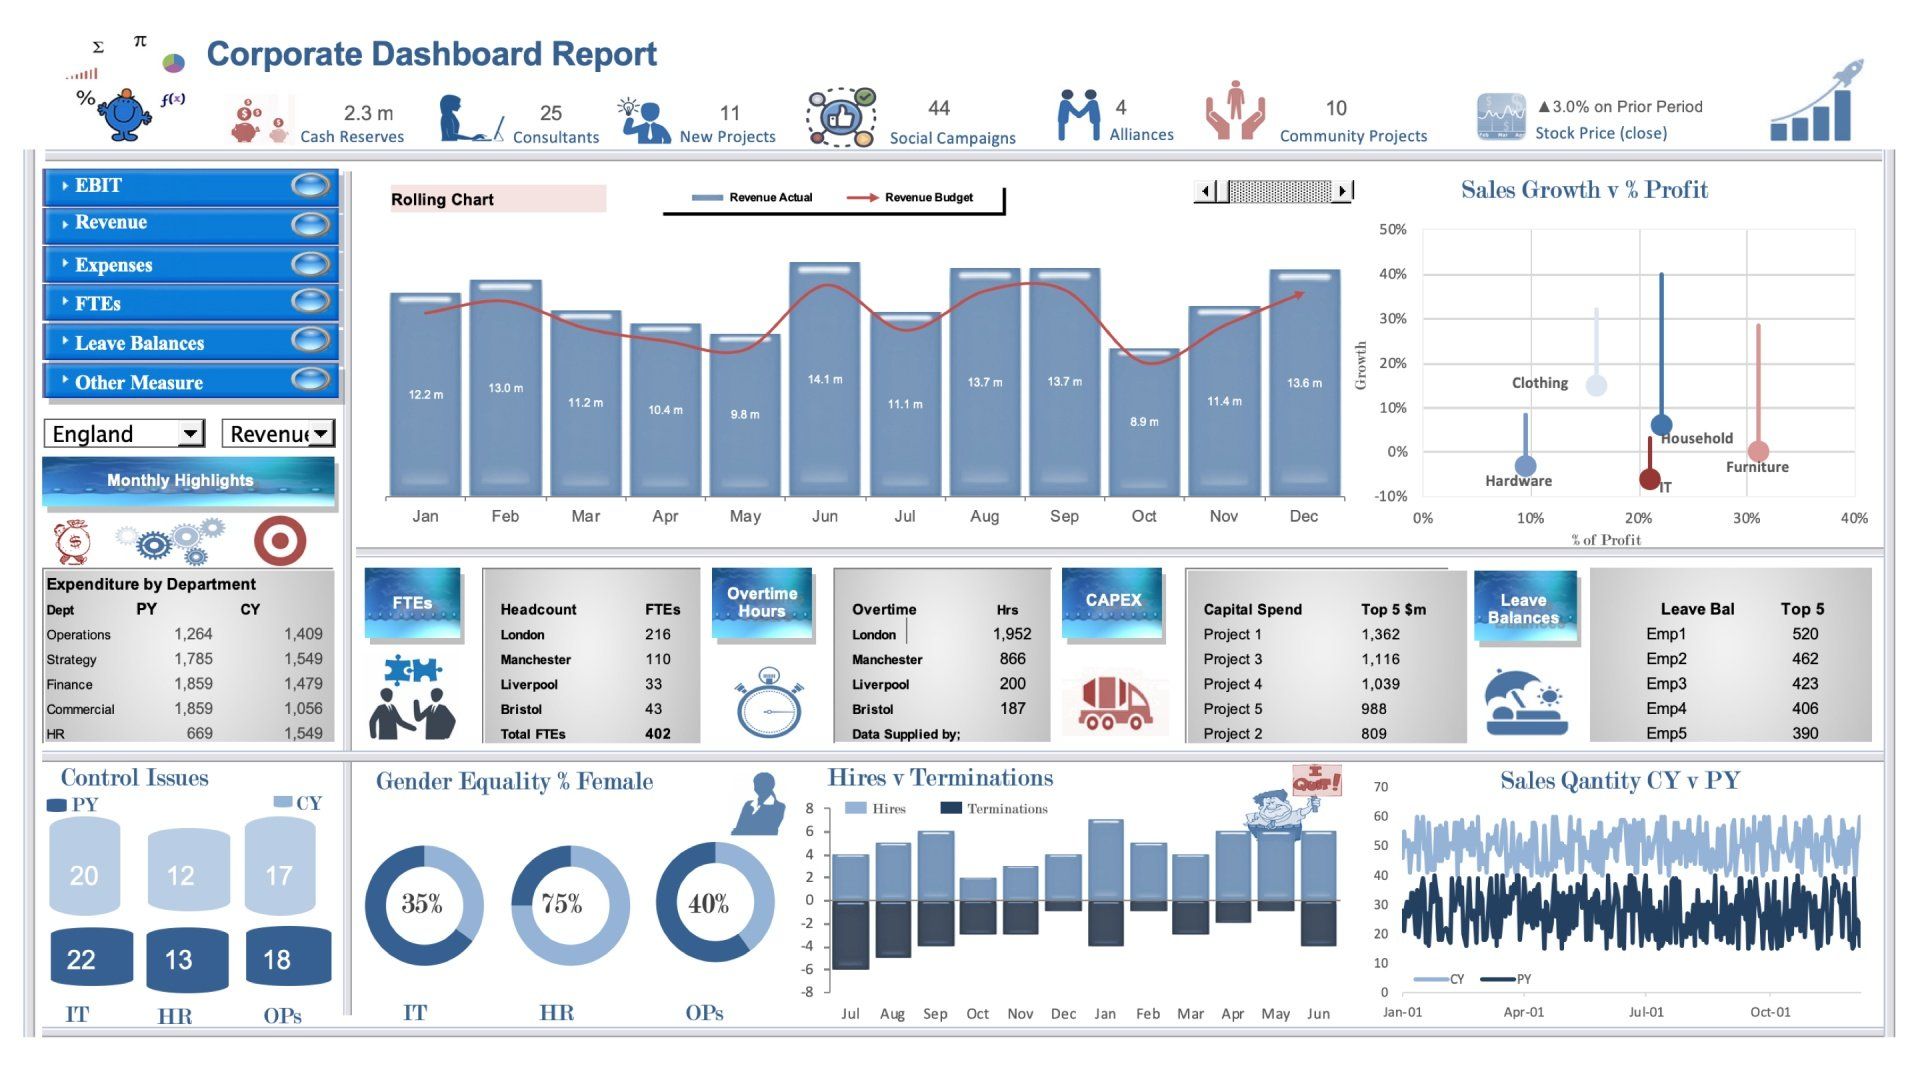 Σ π
% f(x)
Corporate Dashboard Report
2.3 m
Cash Reserves
25
Consultants
11
New Projects
44
Social Campaigns
4
Alliances
10
Community Projects
▲3.0% on Prior Period
Stock Price (close)
EBIT
Revenue
Expenses
FTEs
Leave Balances
Other Measure
England
Revenue
Monthly Highlights
Rolling Chart
Revenue Actual Revenue Budget
12.2 m 13.0 m 11.2 m 10.4 m 9.8 m 14.1 m 11.1 m 13.7 m 13.7 m 8.9 m 11.4 m 13.6 m
Jan Feb Mar Apr May Jun Jul Aug Sep Oct Nov Dec
Sales Growth v % Profit
50%
40%
30%
20%
10%
0%
-10%
Growth
Clothing
Household
Furniture
Hardware
IT
0% 10% 20% 30% 40%
% of Profit
Expenditure by Department
Dept PY CY
Operations 1,264 1,409
Strategy 1,785 1,549
Finance 1,859 1,479
Commercial 1,859 1,056
HR 669 1,549
FTEs
Headcount FTEs
London 216
Manchester 110
Liverpool 33
Bristol 43
Total FTEs 402
Overtime
Hours
Overtime Hrs
London 1,952
Manchester 866
Liverpool 200
Bristol 187
Data Supplied by;
CAPEX
Capital Spend Top 5 $m
Project 1 1,362
Project 3 1,116
Project 4 1,039
Project 5 988
Project 2 809
Leave
Balances
Leave Bal Top 5
Emp1 520
Emp2 462
Emp3 423
Emp4 406
Emp5 390
Control Issues
PY CY
20 12 17
22 13 18
IT HR OPs
Gender Equality % Female
35% 75% 40%
IT HR OPs
Hires v Terminations
I
Quit!
Hires Terminations
8
6
4
2
0
-2
-4
-6
-8
Jul Aug Sep Oct Nov Dec Jan Feb Mar Apr May Jun
Sales Qantity CY v PY
70
60
50
40
30
20
10
0
CY PY
Jan-01 Apr-01 Jul-01 Oct-01